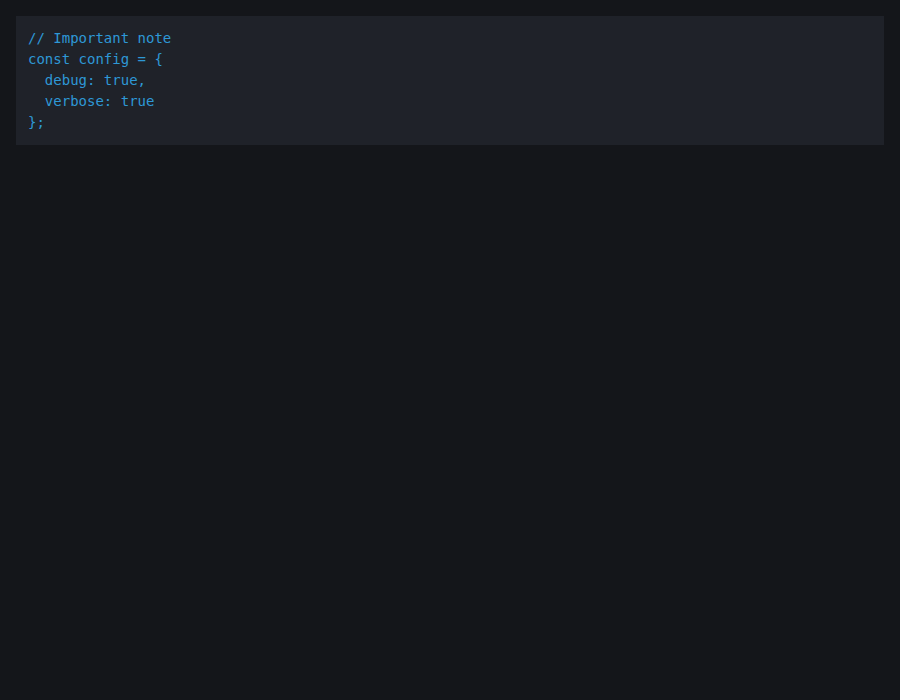 // Important note
const config = {
  debug: true,
  verbose: true
};